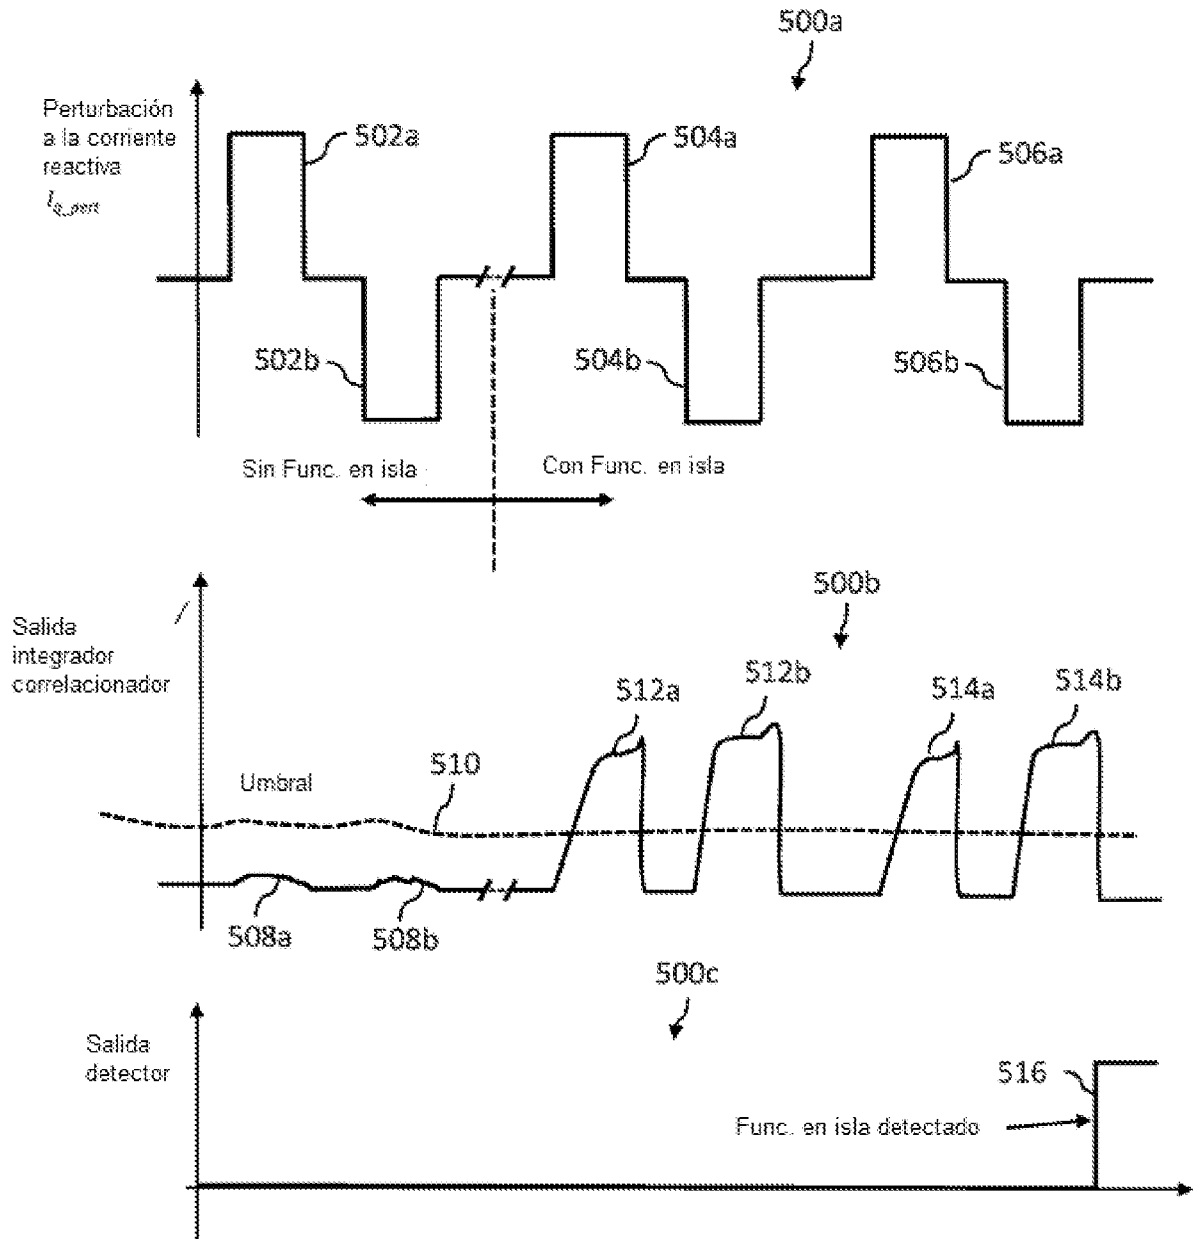 500a
Perturbación
a la corriente
reactiva
I_q_pert
502a
504a
506a
502b
504b
506b
Sin Func. en isla
Con Func. en isla
500b
Salida
integrador
correlacionador
512a
512b
514a
514b
Umbral
510
508a
508b
500c
Salida
detector
516
Func. en isla detectado